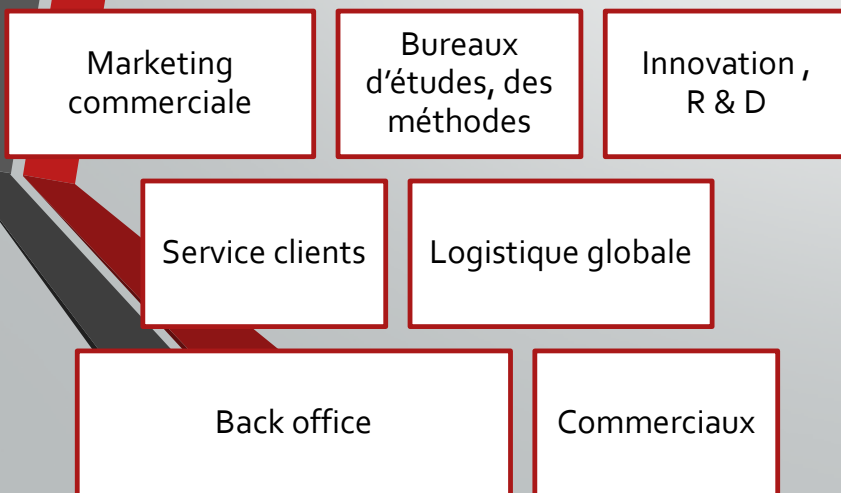 Marketing
commerciale
Bureaux
d'études, des
méthodes
Innovation ,
R & D
Service clients
Logistique globale
Back office
Commerciaux